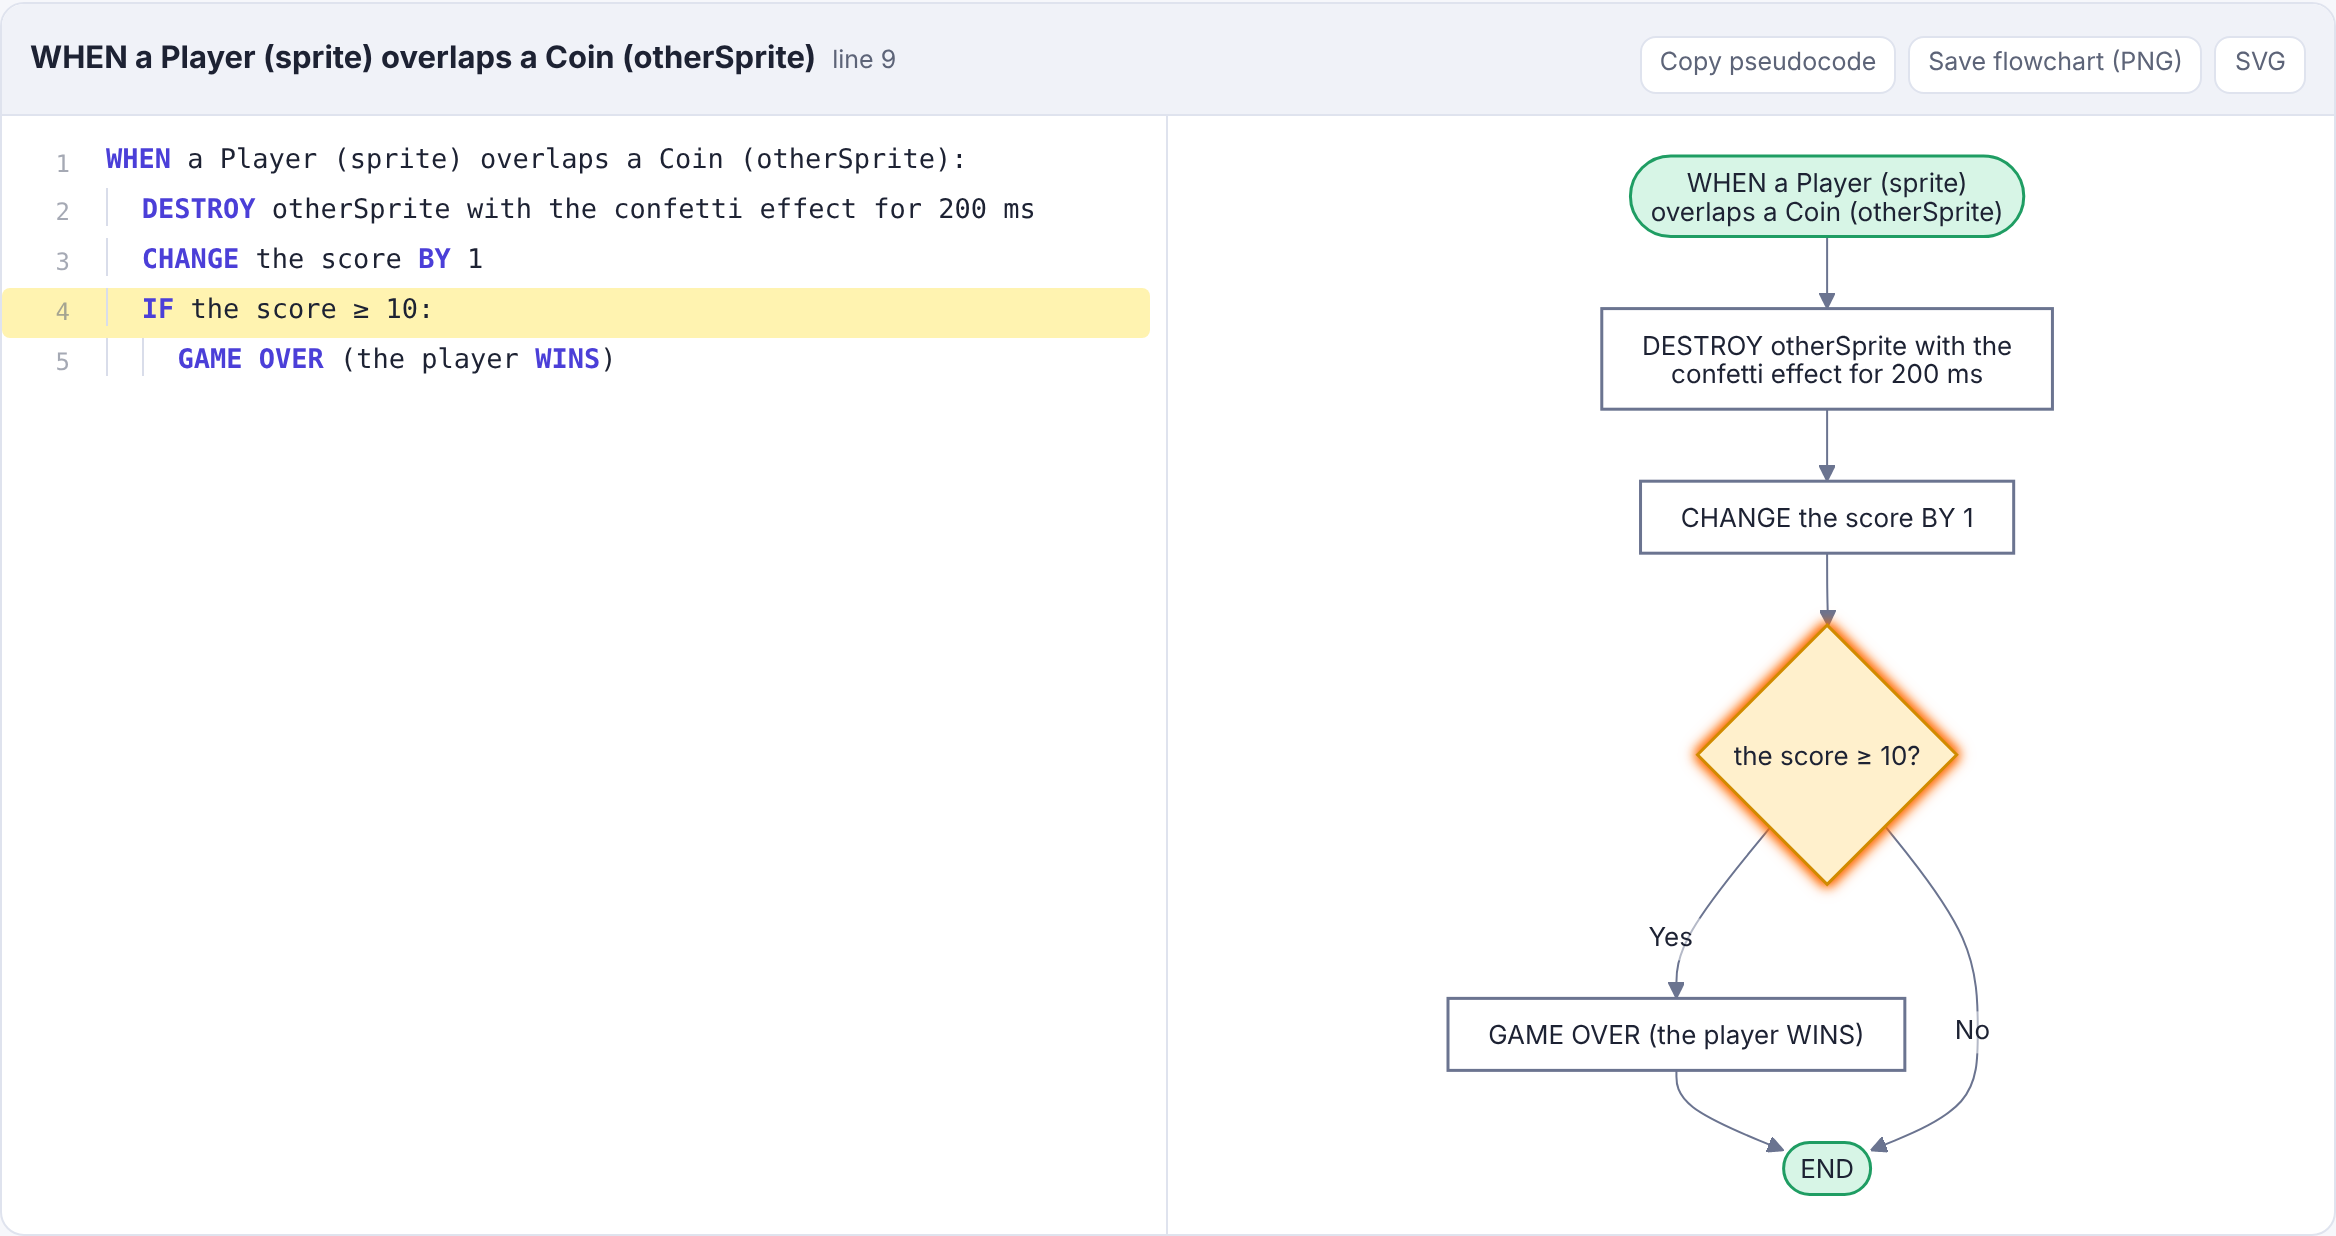 WHEN a Player (sprite) overlaps a Coin (otherSprite) line 9
Copy pseudocode
Save flowchart (PNG)
SVG
1 WHEN a Player (sprite) overlaps a Coin (otherSprite):
2 DESTROY otherSprite with the confetti effect for 200 ms
3 CHANGE the score BY 1
4 IF the score ≥ 10:
5 GAME OVER (the player WINS)
WHEN a Player (sprite)
overlaps a Coin (otherSprite)
DESTROY otherSprite with the
confetti effect for 200 ms
CHANGE the score BY 1
the score ≥ 10?
Yes
GAME OVER (the player WINS)
No
END